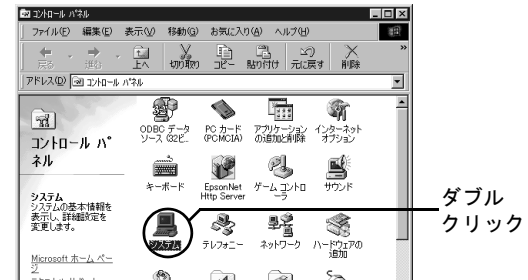 コントロール パネル
ファイル(F) 編集(E) 表示(V) 移動(G) お気に入り(A) ヘルプ(H)
戻る 進む 上へ 切り取り コピー 貼り付け 元に戻す 削除 »
アドレス(D) コントロール パネル
コントロール パ
ネル
システム
システムの基本情報を
表示し、詳細設定を
変更します。
Microsoft ホーム ペー
ジ
ODBC データ
ソース (32ビ...
PC カード
(PCMCIA)
アプリケーション
の追加と削除
インターネット
オプション
キーボード
EpsonNet
Http Server
ゲーム コントロ
ーラ
サウンド
システム
テレフォニー
ネットワーク
ハードウェアの
追加
ダブル
クリック